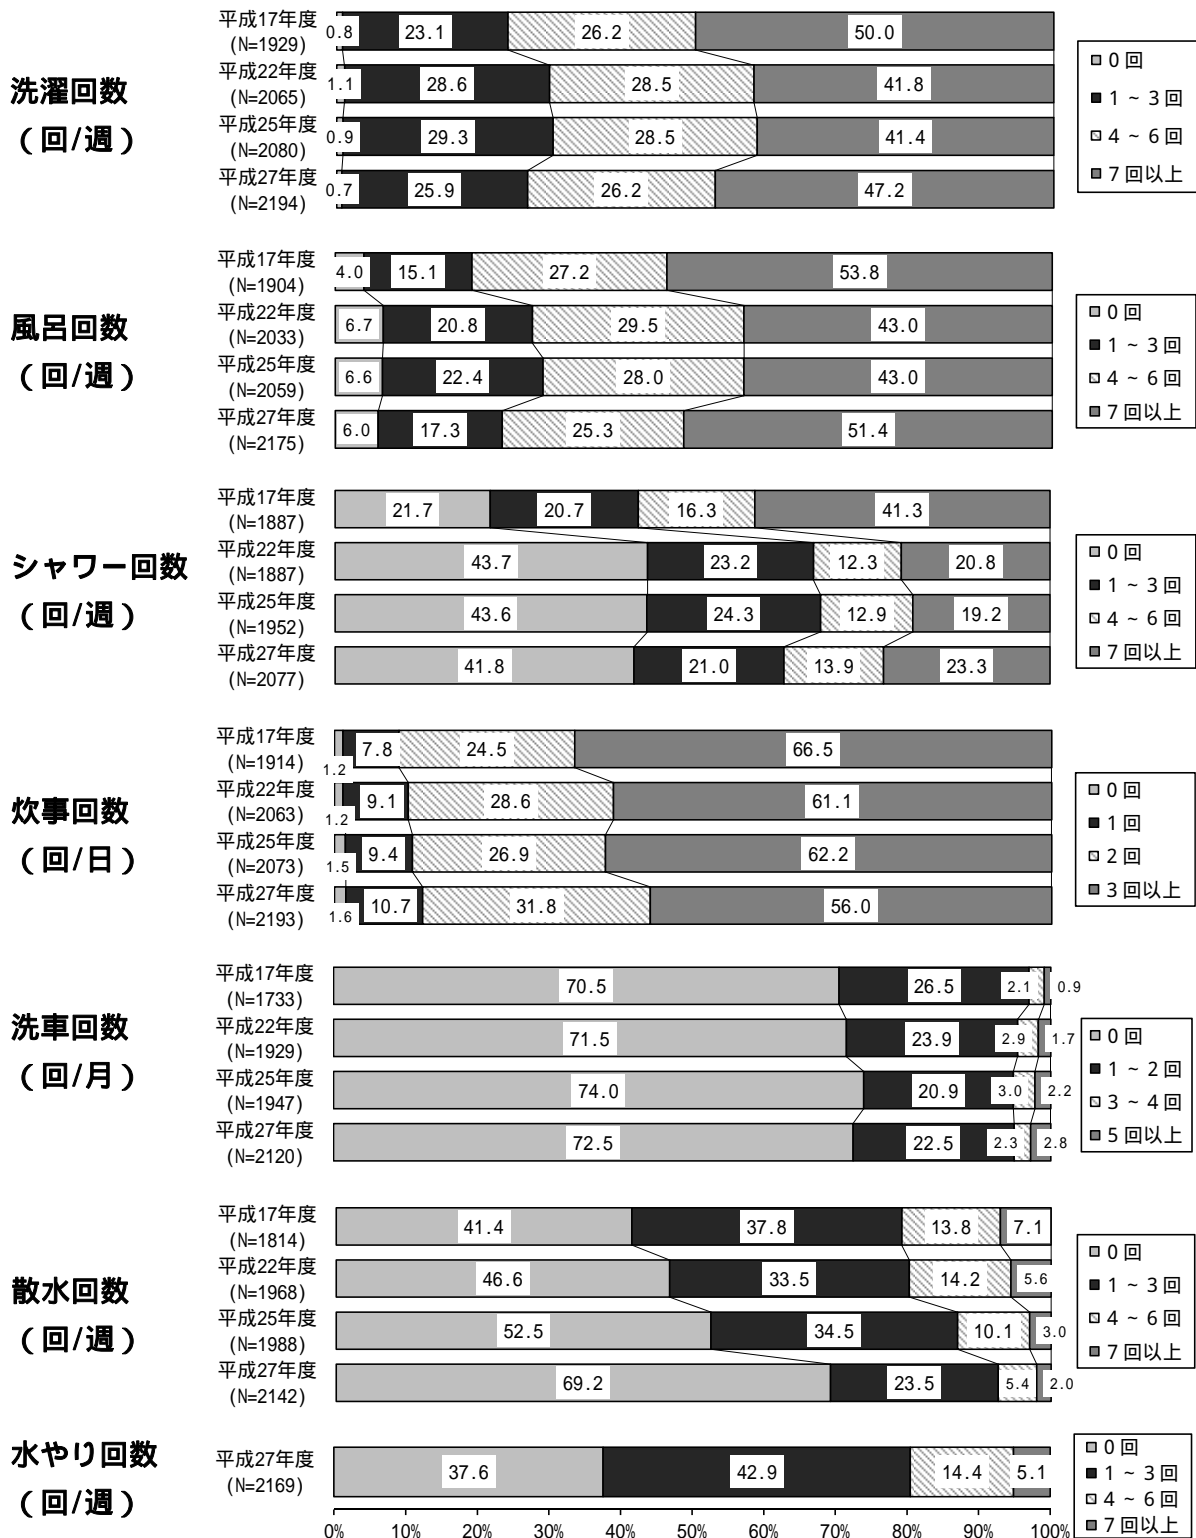 洗濯回数
（回/週）
平成17年度
(N=1929)
0.8 23.1 26.2 50.0
平成22年度
(N=2065)
1.1 28.6 28.5 41.8
平成25年度
(N=2080)
0.9 29.3 28.5 41.4
平成27年度
(N=2194)
0.7 25.9 26.2 47.2
0回
1～3回
4～6回
7回以上
風呂回数
（回/週）
平成17年度
(N=1904)
4.0 15.1 27.2 53.8
平成22年度
(N=2033)
6.7 20.8 29.5 43.0
平成25年度
(N=2059)
6.6 22.4 28.0 43.0
平成27年度
(N=2175)
6.0 17.3 25.3 51.4
0回
1～3回
4～6回
7回以上
シャワー回数
（回/週）
平成17年度
(N=1887)
21.7 20.7 16.3 41.3
平成22年度
(N=1887)
43.7 23.2 12.3 20.8
平成25年度
(N=1952)
43.6 24.3 12.9 19.2
平成27年度
(N=2077)
41.8 21.0 13.9 23.3
0回
1～3回
4～6回
7回以上
炊事回数
（回/日）
平成17年度
(N=1914)
1.2 7.8 24.5 66.5
平成22年度
(N=2063)
1.2 9.1 28.6 61.1
平成25年度
(N=2073)
1.5 9.4 26.9 62.2
平成27年度
(N=2193)
1.6 10.7 31.8 56.0
0回
1回
2回
3回以上
洗車回数
（回/月）
平成17年度
(N=1733)
70.5 26.5 2.1 0.9
平成22年度
(N=1929)
71.5 23.9 2.9 1.7
平成25年度
(N=1947)
74.0 20.9 3.0 2.2
平成27年度
(N=2120)
72.5 22.5 2.3 2.8
0回
1～2回
3～4回
5回以上
散水回数
（回/週）
平成17年度
(N=1814)
41.4 37.8 13.8 7.1
平成22年度
(N=1968)
46.6 33.5 14.2 5.6
平成25年度
(N=1988)
52.5 34.5 10.1 3.0
平成27年度
(N=2142)
69.2 23.5 5.4 2.0
0回
1～3回
4～6回
7回以上
水やり回数
（回/週）
平成27年度
(N=2169)
37.6 42.9 14.4 5.1
0回
1～3回
4～6回
7回以上
0% 10% 20% 30% 40% 50% 60% 70% 80% 90% 100%